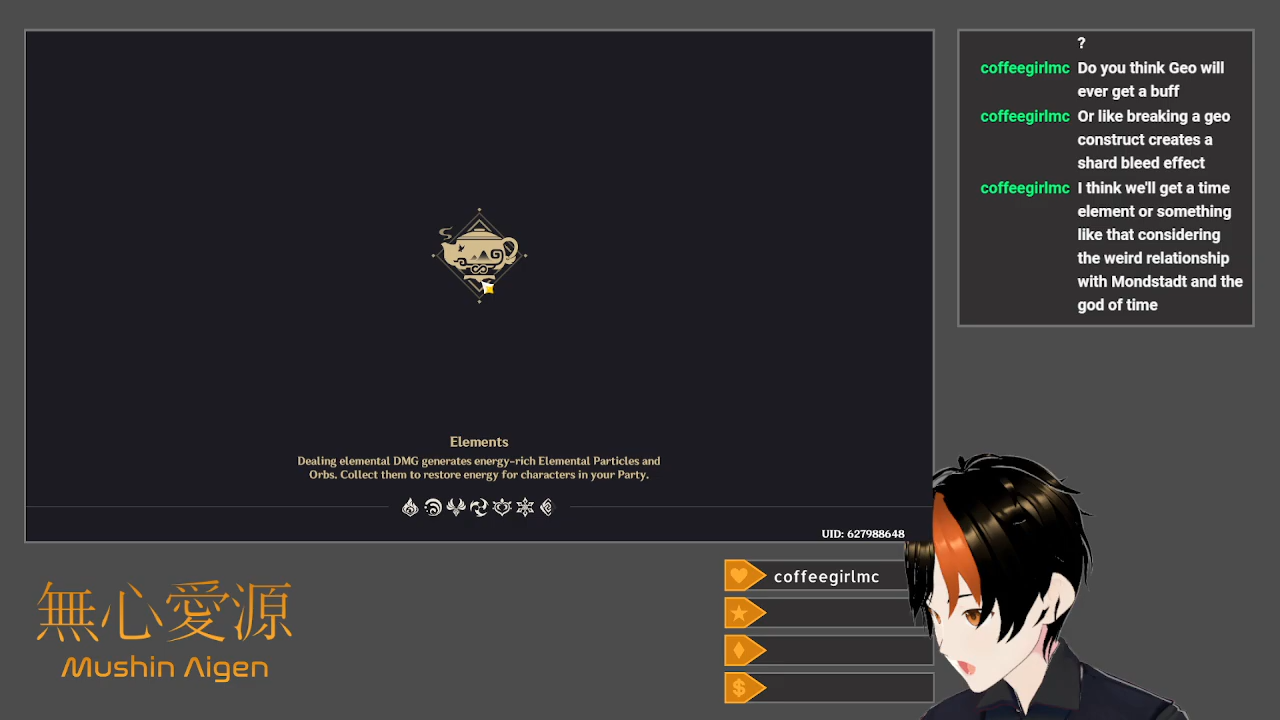 ?
coffeegirlmc Do you think Geo will
ever get a buff
coffeegirlmc Or like breaking a geo
construct creates a
shard bleed effect
coffeegirlmc I think we'll get a time
element or something
like that considering
the weird relationship
with Mondstadt and the
god of time
Elements
Dealing elemental DMG generates energy-rich Elemental Particles and
Orbs. Collect them to restore energy for characters in your Party.
UID: 627988648
coffeegirlmc
無心愛源
Mushin Aigen